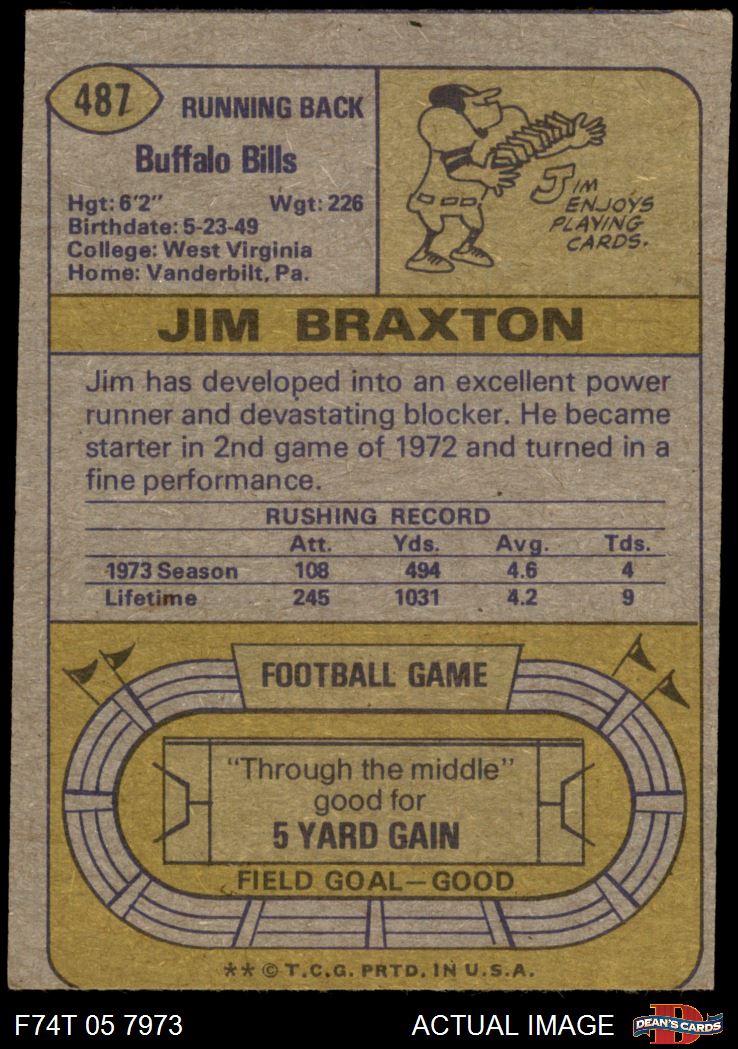 487
RUNNING BACK
Buffalo Bills
Hgt: 6'2" Wgt: 226
Birthdate: 5-23-49
College: West Virginia
Home: Vanderbilt, Pa.
JIM
ENJOYS
PLAYING
CARDS.
JIM BRAXTON
Jim has developed into an excellent power
runner and devastating blocker. He became
starter in 2nd game of 1972 and turned in a
fine performance.
RUSHING RECORD
Att. Yds. Avg. Tds.
1973 Season 108 494 4.6 4
Lifetime 245 1031 4.2 9
FOOTBALL GAME
"Through the middle"
good for
5 YARD GAIN
FIELD GOAL—GOOD
** © T.C.G. PRTD. IN U.S.A.
F74T 05 7973 ACTUAL IMAGE
D
DEAN'S CARDS